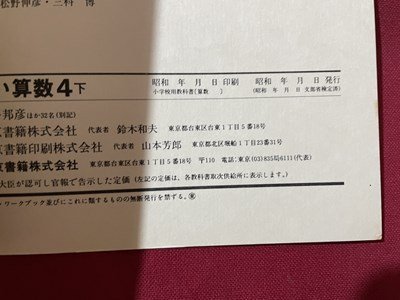 松野伸彦・三科 博
い算数4下
昭和 年 月 日印刷 昭和 年 月 日発行
小学校用教科書〔算数 〕 (昭和 年 月 日 文部省検定済)
邦彦 ほか32名(別記)
書籍株式会社 代表者 鈴木和夫 東京都台東区台東1丁目5番18号
書籍印刷株式会社 代表者 山本芳郎 東京都北区堀船1丁目23番31号
書籍株式会社 東京都台東区台東1丁目5番18号 〒110 電話:東京(03)835局6111(代表)
大臣が認可し官報で告示した定価 (左記の定価は、各教科書取次供給所に表示します。)
ワークブック並びにこれに類するものの無断発行を禁ずる。